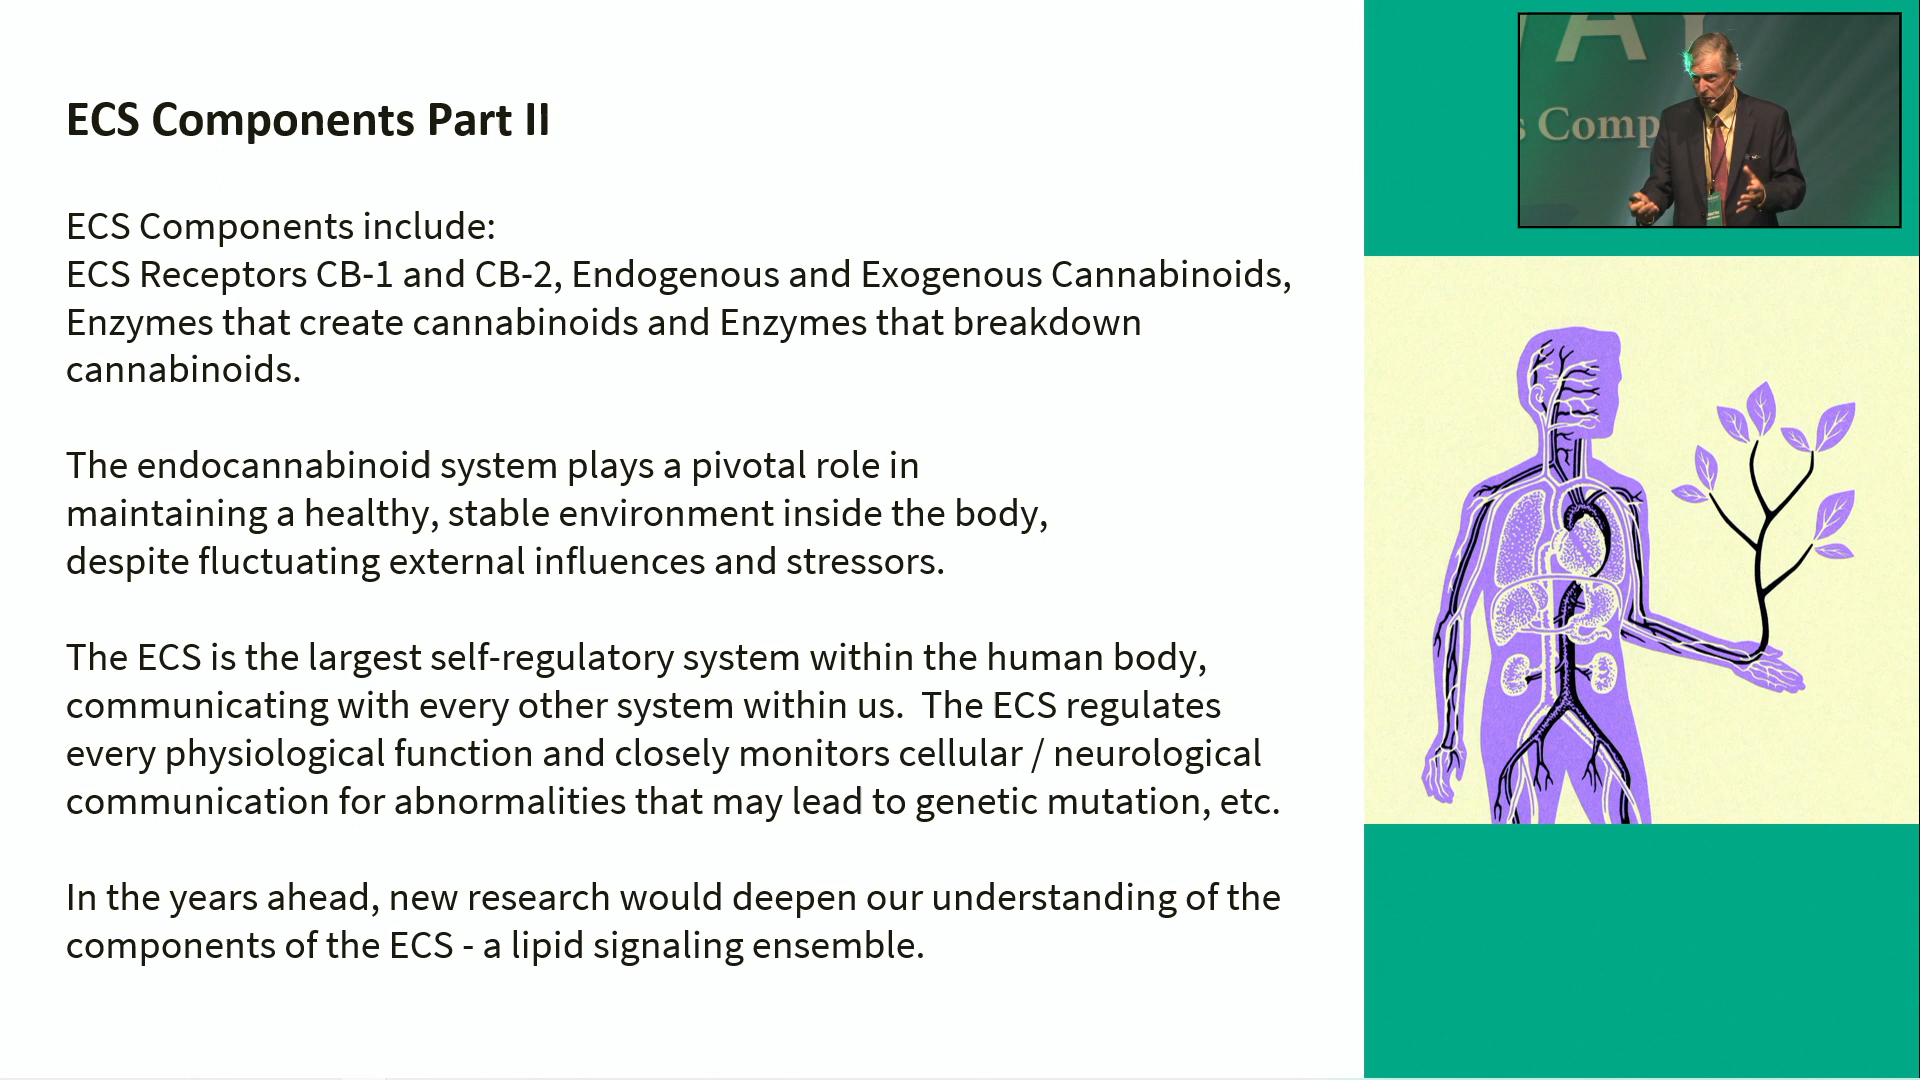 ECS Components Part II
ECS Components include:
ECS Receptors CB-1 and CB-2, Endogenous and Exogenous Cannabinoids,
Enzymes that create cannabinoids and Enzymes that breakdown
cannabinoids.
The endocannabinoid system plays a pivotal role in
maintaining a healthy, stable environment inside the body,
despite fluctuating external influences and stressors.
The ECS is the largest self-regulatory system within the human body,
communicating with every other system within us.  The ECS regulates
every physiological function and closely monitors cellular / neurological
communication for abnormalities that may lead to genetic mutation, etc.
In the years ahead, new research would deepen our understanding of the
components of the ECS - a lipid signaling ensemble.